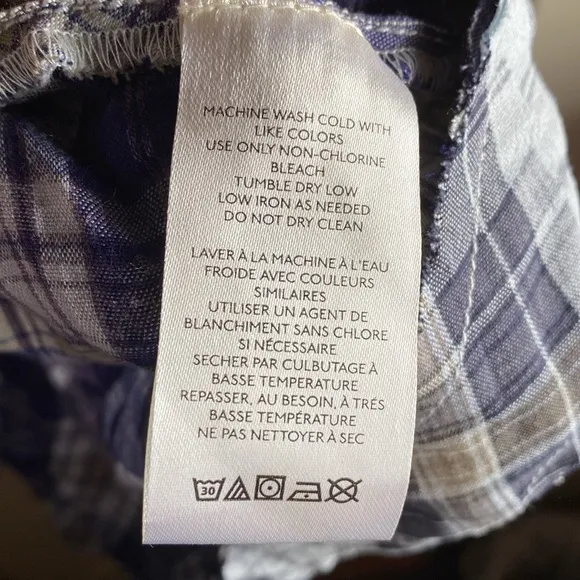 MACHINE WASH COLD WITH
LIKE COLORS
USE ONLY NON-CHLORINE
BLEACH
TUMBLE DRY LOW
LOW IRON AS NEEDED
DO NOT DRY CLEAN
LAVER À LA MACHINE À L'EAU
FROIDE AVEC COULEURS
SIMILAIRES
UTILISER UN AGENT DE
BLANCHIMENT SANS CHLORE
SI NÉCESSAIRE
SECHER PAR CULBUTAGE À
BASSE TEMPERATURE
REPASSER, AU BESOIN, À TRÉS
BASSE TEMPÉRATURE
NE PAS NETTOYER À SEC
30